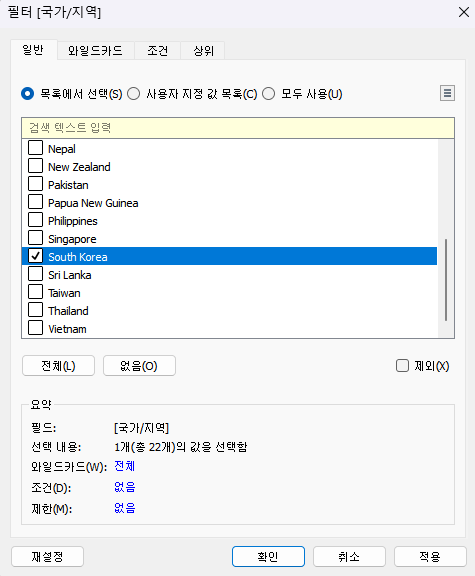 필터 [국가/지역]
일반 와일드카드 조건 상위
목록에서 선택(S) 사용자 지정 값 목록(C) 모두 사용(U)
검색 텍스트 입력
Nepal
New Zealand
Pakistan
Papua New Guinea
Philippines
Singapore
South Korea
Sri Lanka
Taiwan
Thailand
Vietnam
전체(L) 없음(O) 제외(X)
요약
필드: [국가/지역]
선택 내용: 1개(총 22개)의 값을 선택함
와일드카드(W): 전체
조건(D): 없음
제한(M): 없음
재설정 확인 취소 적용